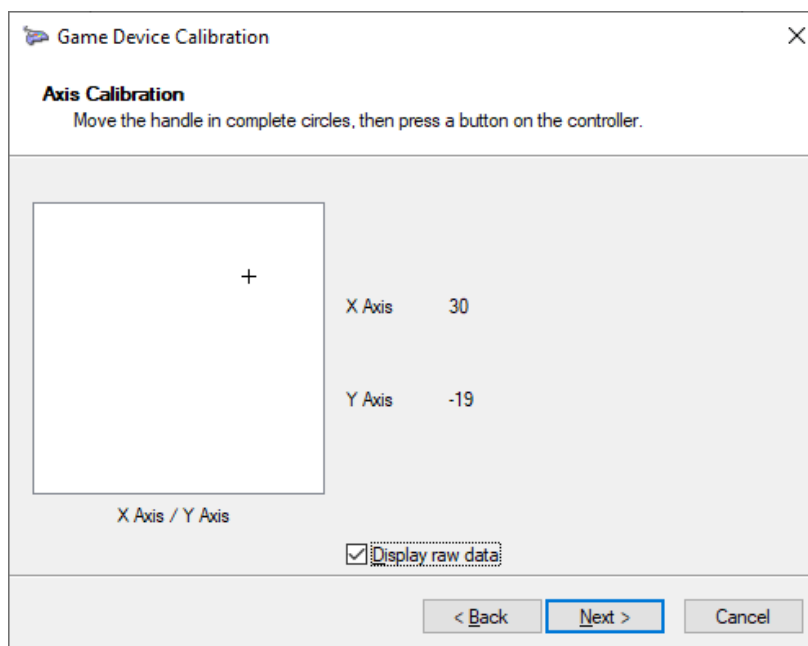 Game Device Calibration
Axis Calibration
Move the handle in complete circles, then press a button on the controller.
X Axis 30
Y Axis -19
X Axis / Y Axis
Display raw data
< Back Next > Cancel